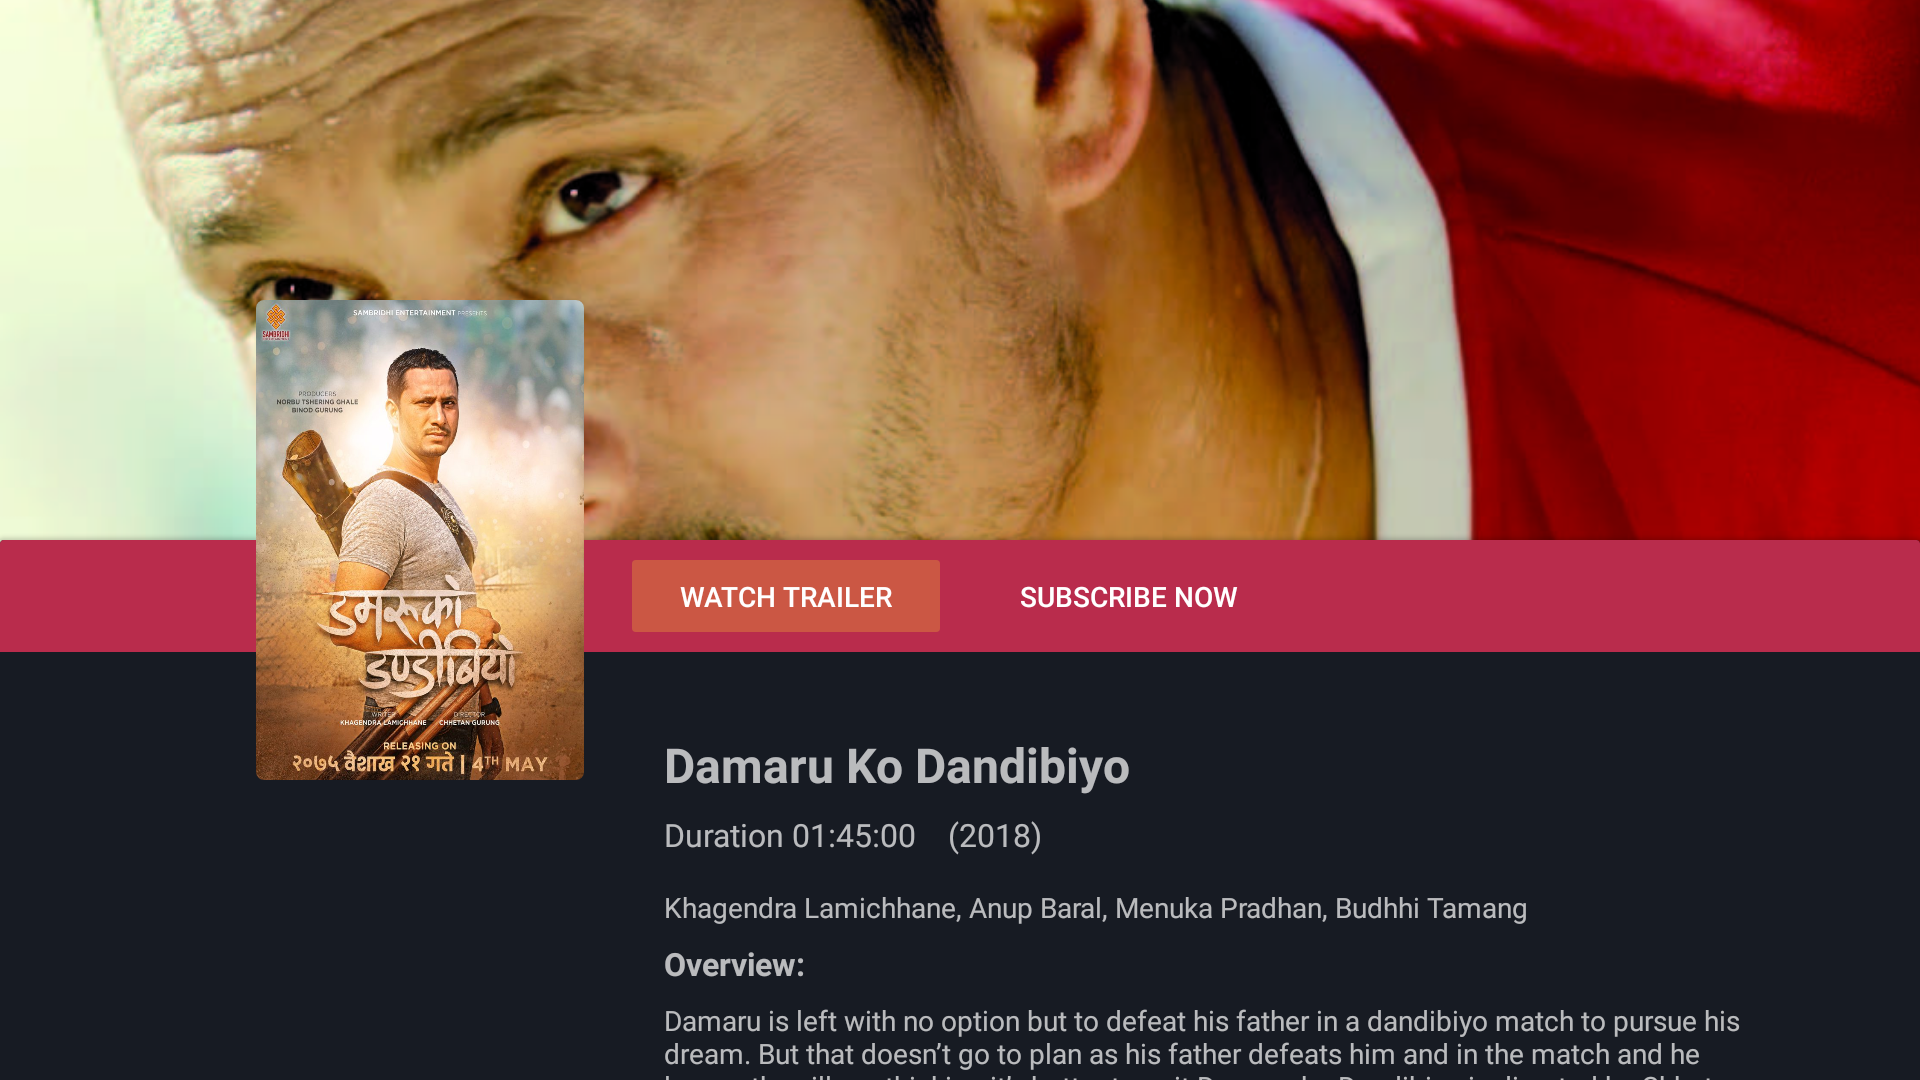 SAMBRIDHI ENTERTAINMENT PRESENTS
SAMBRIDHI
PRODUCERS
NORBU TSHERING GHALE
BINOD GURUNG
डमरुको
डण्डीबियो
WRITER DIRECTOR
KHAGENDRA LAMICHHANE CHHETAN GURUNG
RELEASING ON
२०७५ वैशाख २१ गते | 4TH MAY
WATCH TRAILER
SUBSCRIBE NOW
Damaru Ko Dandibiyo
Duration 01:45:00 (2018)
Khagendra Lamichhane, Anup Baral, Menuka Pradhan, Budhhi Tamang
Overview:
Damaru is left with no option but to defeat his father in a dandibiyo match to pursue his
dream. But that doesn’t go to plan as his father defeats him and in the match and he